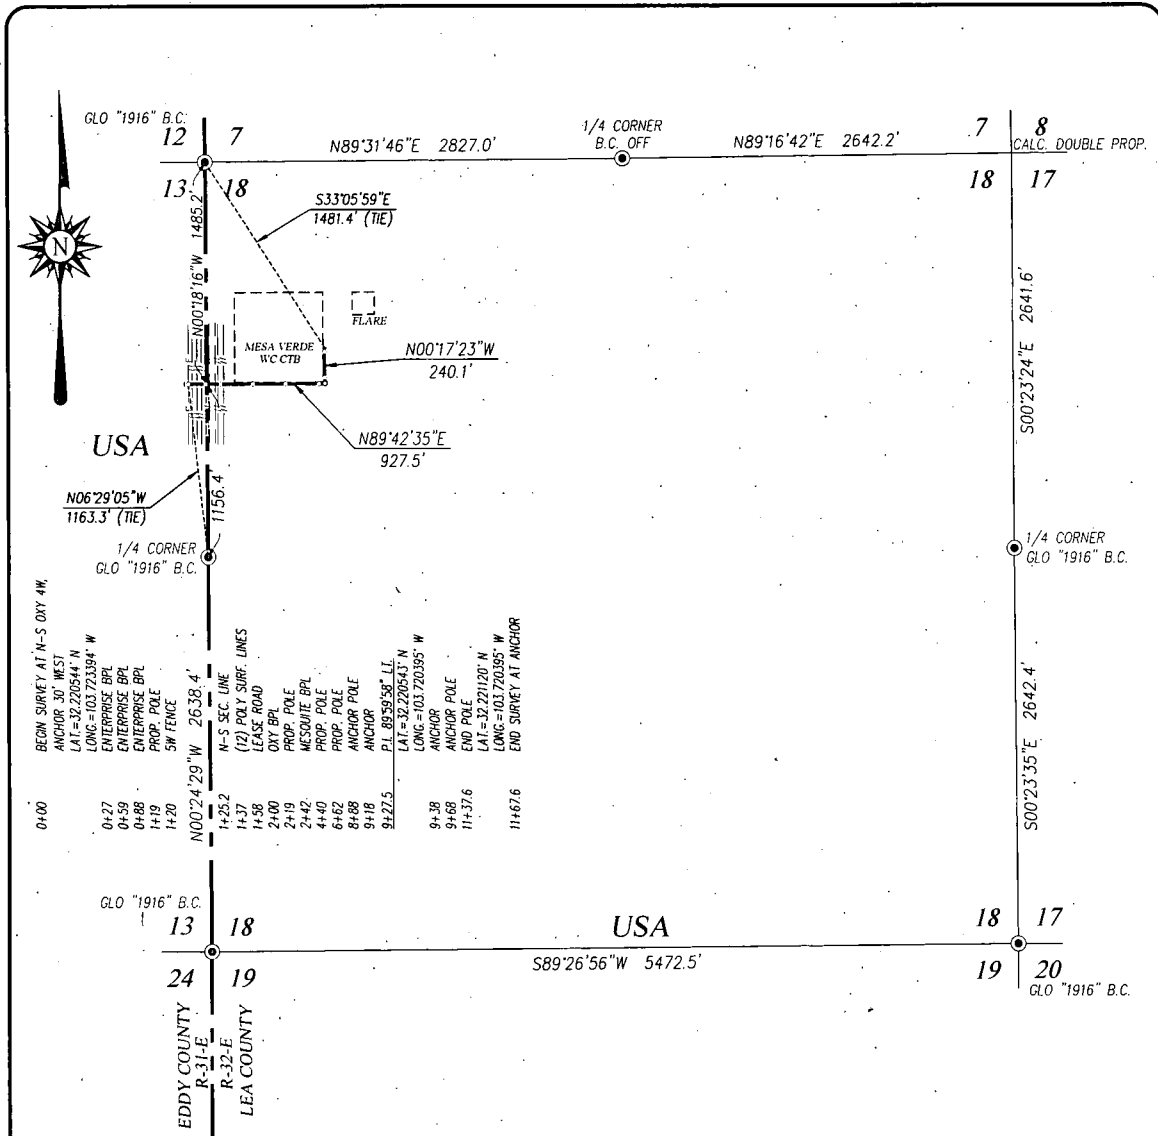 GLO "1916" B.C.
12 7
N89°31'46"E 2827.0'
1/4 CORNER
B.C. OFF
N89°16'42"E 2642.2'
7 8
CALC. DOUBLE PROP.
13 18
18 17
1485.2'
N00°18'16"W
S33°05'59"E
1481.4' (TIE)
N
FLARE
MESA VERDE
WC CTB
N00°17'23"W
240.1'
S00°23'24"E 2641.6'
USA
N89°42'35"E
927.5'
N06°29'05"W
1163.3' (TIE)
1156.4'
1/4 CORNER
GLO "1916" B.C.
1/4 CORNER
GLO "1916" B.C.
0+00 BEGIN SURVEY AT N-S OXY 4W,
ANCHOR 30' WEST
LAT.=32.220544° N
LONG.=103.723394° W
0+27 ENTERPRISE BPL
0+59 ENTERPRISE BPL
0+88 ENTERPRISE BPL
1+19 PROP. POLE
1+20 5W FENCE
N00°24'29"W 2638.4'
1+25.2 N-S SEC. LINE
1+37 (12) POLY SURF. LINES
1+58 LEASE ROAD
2+00 OXY BPL
2+19 PROP. POLE
2+42 MESQUITE BPL
4+40 PROP. POLE
6+62 PROP. POLE
8+88 ANCHOR POLE
9+18 ANCHOR
9+27.5 P.I. 89°59'58" LT.
LAT.=32.220543° N
LONG.=103.720395° W
9+38 ANCHOR
9+68 ANCHOR POLE
11+37.6 END POLE
LAT.=32.221120° N
LONG.=103.720395° W
11+67.6 END SURVEY AT ANCHOR
S00°23'35"E 2642.4'
GLO "1916" B.C.
13 18
USA
18 17
S89°26'56"W 5472.5'
24 19
19 20
GLO "1916" B.C.
EDDY COUNTY
R-31-E
R-32-E
LEA COUNTY